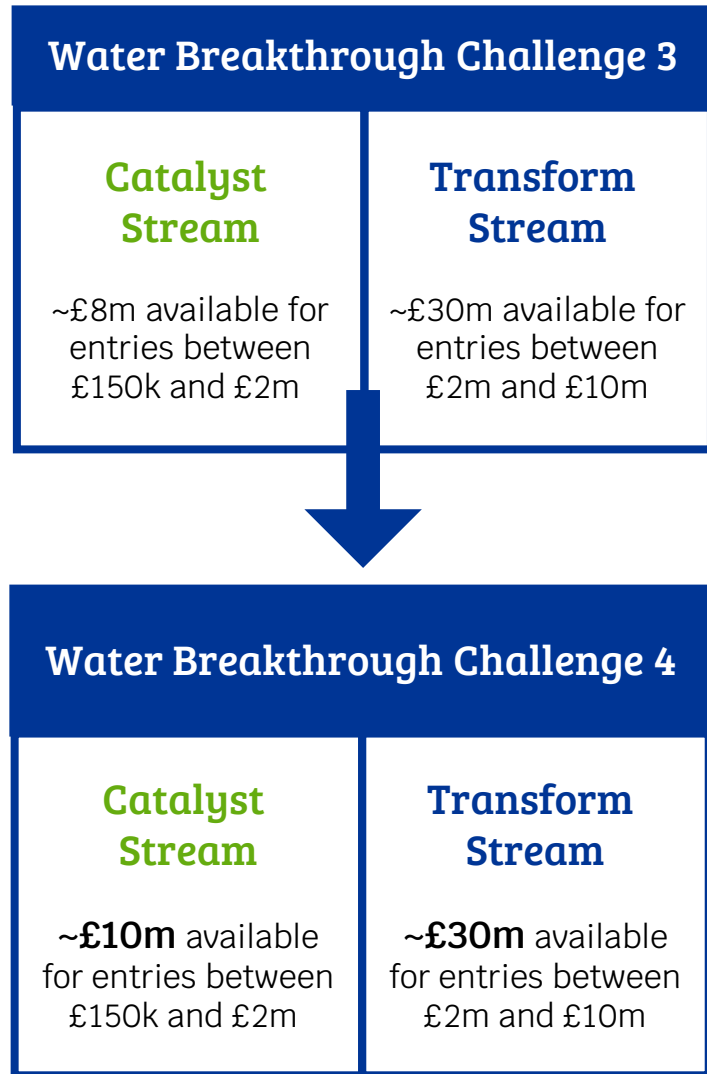 Water Breakthrough Challenge 3
Catalyst
Stream
~£8m available for
entries between
£150k and £2m
Transform
Stream
~£30m available for
entries between
£2m and £10m
Water Breakthrough Challenge 4
Catalyst
Stream
~£10m available
for entries between
£150k and £2m
Transform
Stream
~£30m available
for entries between
£2m and £10m